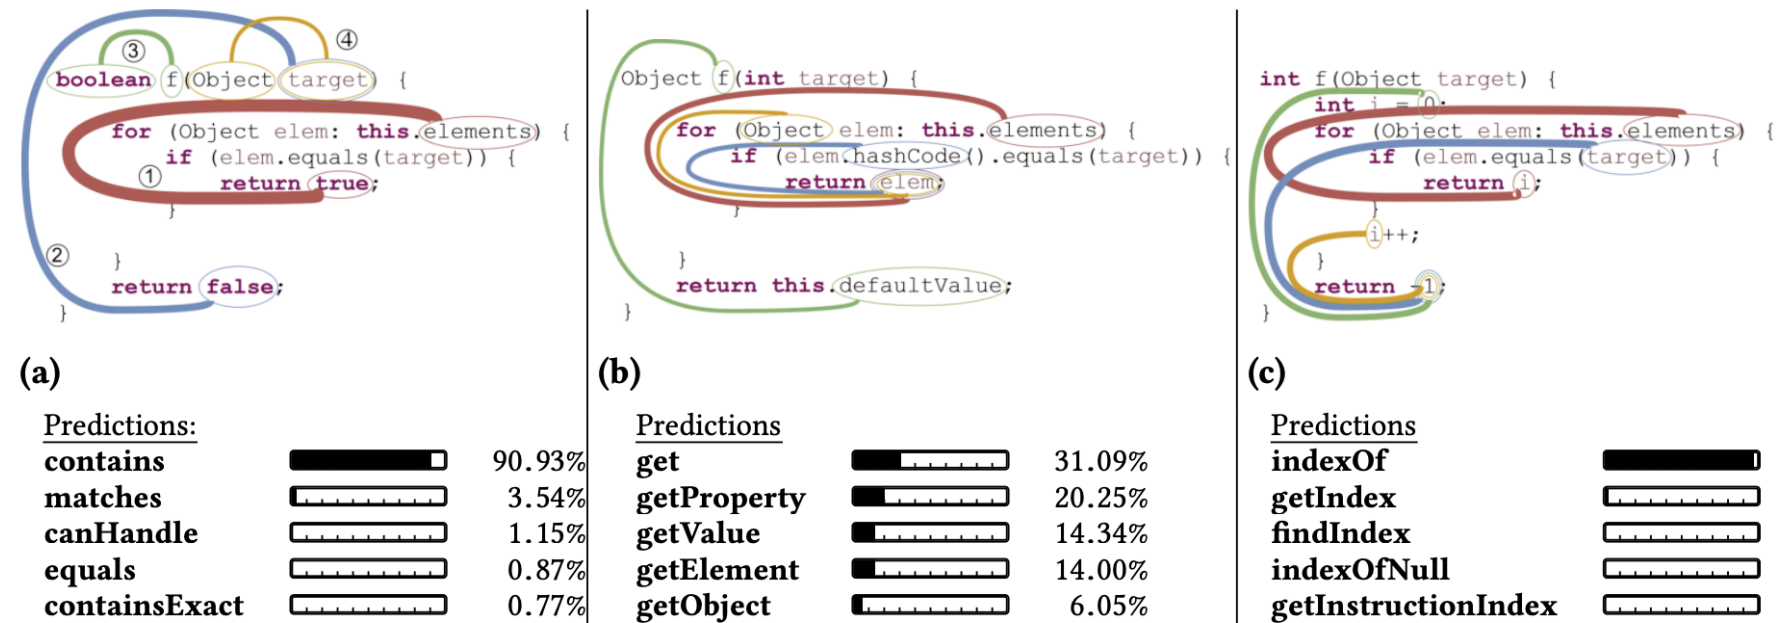 ③
④
boolean f(Object target) {
for (Object elem: this.elements) {
if (elem.equals(target)) {
①
return true;
}
②
}
return false;
}
(a)
Predictions:
contains 90.93%
matches 3.54%
canHandle 1.15%
equals 0.87%
containsExact 0.77%
Object f(int target) {
for (Object elem: this.elements) {
if (elem.hashCode().equals(target)) {
return elem;
}
}
return this.defaultValue;
}
(b)
Predictions
get 31.09%
getProperty 20.25%
getValue 14.34%
getElement 14.00%
getObject 6.05%
int f(Object target) {
int i = 0;
for (Object elem: this.elements) {
if (elem.equals(target)) {
return i;
}
i++;
}
return -1;
}
(c)
Predictions
indexOf
getIndex
findIndex
indexOfNull
getInstructionIndex